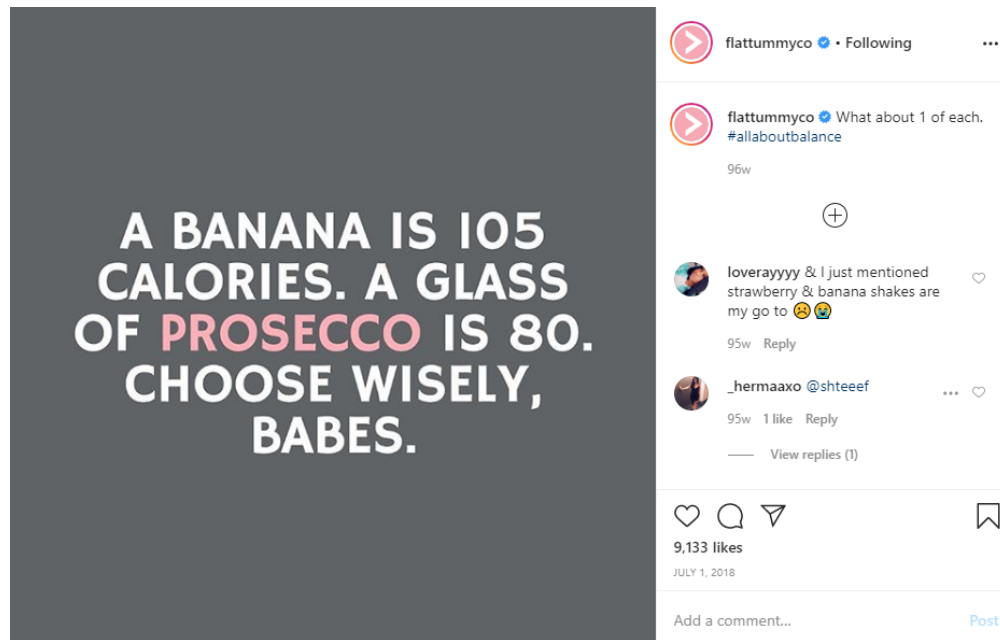 A BANANA IS 105
CALORIES. A GLASS
OF PROSECCO IS 80.
CHOOSE WISELY,
BABES.
flattummyco • Following
flattummyco What about 1 of each.
#allaboutbalance
96w
loverayyyy & I just mentioned
strawberry & banana shakes are
my go to ☹️😭
95w Reply
_hermaaxo @shteeef
95w 1 like Reply
View replies (1)
9,133 likes
JULY 1, 2018
Add a comment... Post